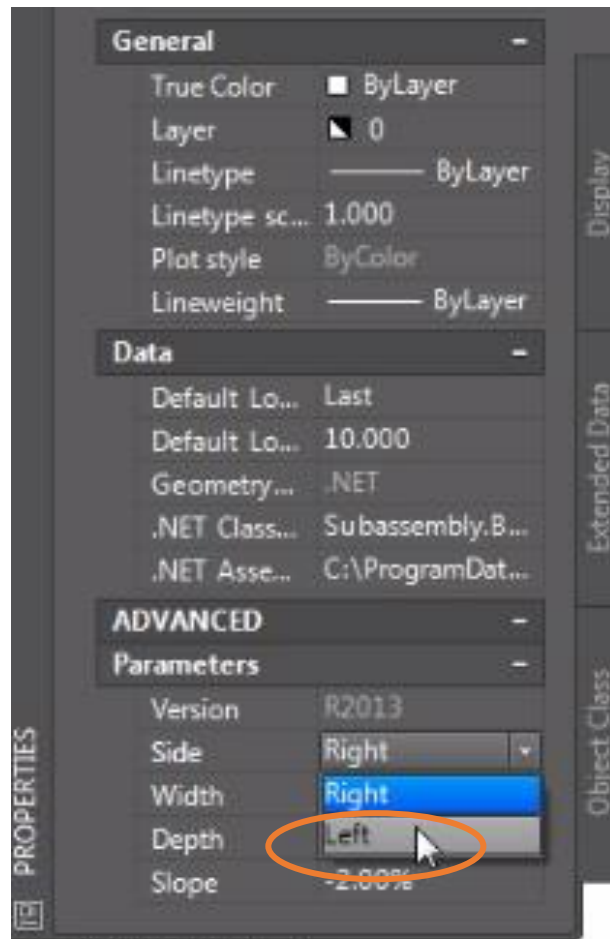 General
True Color ByLayer
Layer 0
Linetype ByLayer
Linetype sc... 1.000
Plot style ByColor
Lineweight ByLayer
Data
Default Lo... Last
Default Lo... 10.000
Geometry... .NET
.NET Class... Subassembly.B...
.NET Asse... C:\ProgramDat...
ADVANCED
Parameters
Version R2013
Side Right
Width Right
Depth Left
Slope -2.00%
PROPERTIES
Display
Extended Data
Object Class